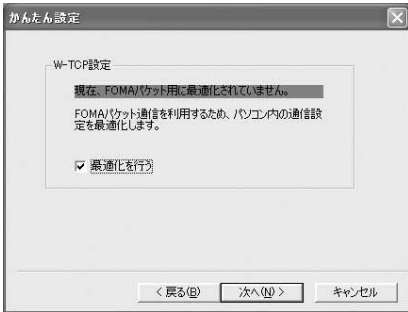 かんたん設定
W-TCP設定
現在、FOMAパケット用に最適化されていません。
FOMAパケット通信を利用するため、パソコン内の通信設
定を最適化します。
最適化を行う
< 戻る(B)
次へ(N) >
キャンセル